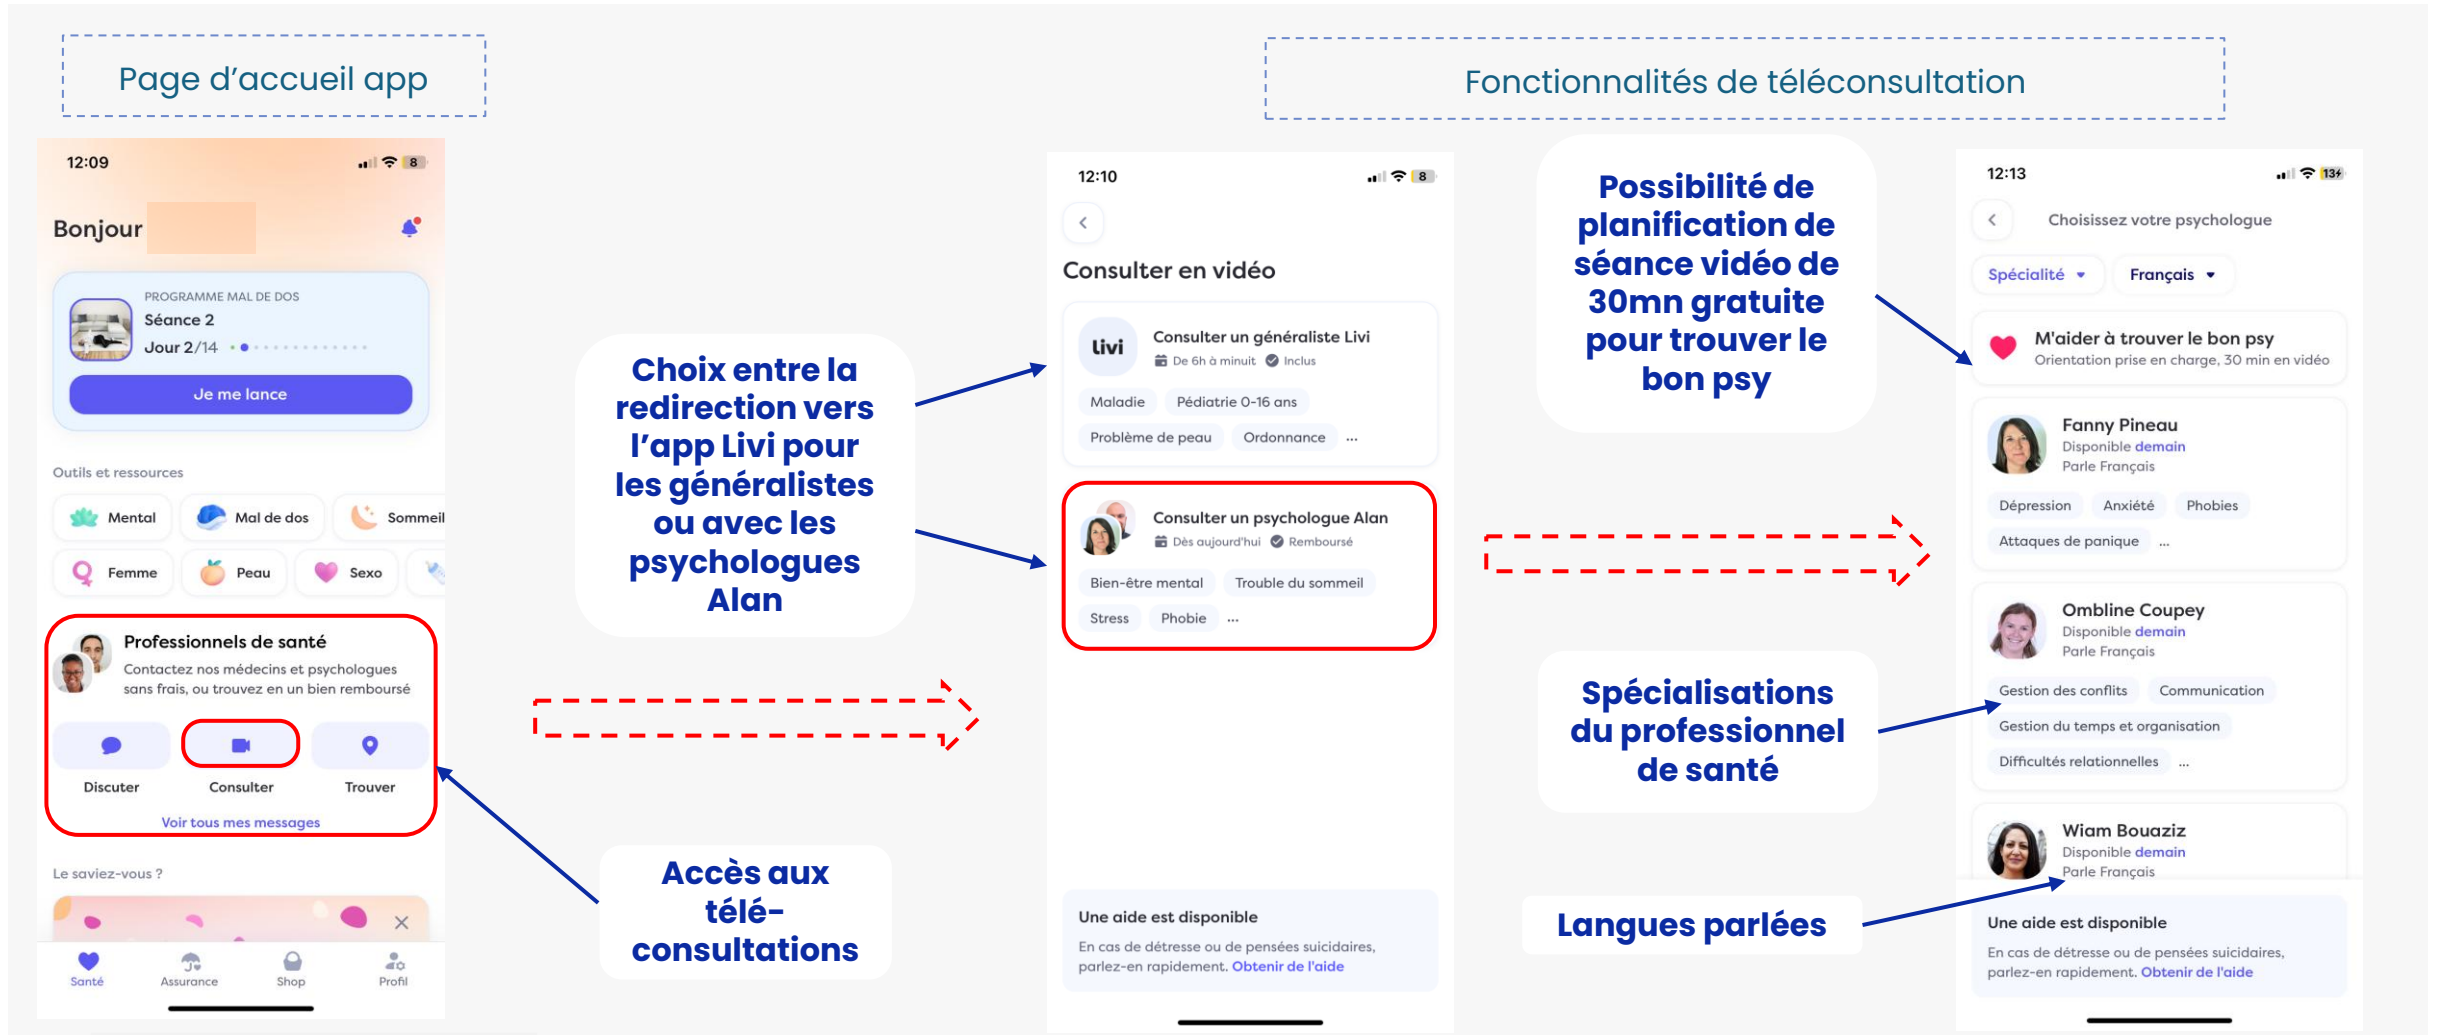 Page d'accueil app
Fonctionnalités de téléconsultation
12:09
8
Bonjour
PROGRAMME MAL DE DOS
Séance 2
Jour 2/14
Je me lance
Outils et ressources
Mental
Mal de dos
Sommeil
Femme
Peau
Sexo
Professionnels de santé
Contactez nos médecins et psychologues
sans frais, ou trouvez en un bien remboursé
Discuter
Consulter
Trouver
Voir tous mes messages
Le saviez-vous ?
Santé
Assurance
Shop
Profil
Choix entre la
redirection vers
l'app Livi pour
les généralistes
ou avec les
psychologues
Alan
Accès aux
télé-
consultations
12:10
8
Consulter en vidéo
Livi
Consulter un généraliste Livi
De 6h à minuit Inclus
Maladie
Pédiatrie 0-16 ans
Problème de peau
Ordonnance
...
Consulter un psychologue Alan
Dès aujourd'hui Remboursé
Bien-être mental
Trouble du sommeil
Stress
Phobie
...
Une aide est disponible
En cas de détresse ou de pensées suicidaires,
parlez-en rapidement. Obtenir de l'aide
Possibilité de
planification de
séance vidéo de
30mn gratuite
pour trouver le
bon psy
Spécialisations
du professionnel
de santé
Langues parlées
12:13
13
Choisissez votre psychologue
Spécialité
Français
M'aider à trouver le bon psy
Orientation prise en charge, 30 min en vidéo
Fanny Pineau
Disponible demain
Parle Français
Dépression
Anxiété
Phobies
Attaques de panique
...
Ombline Coupey
Disponible demain
Parle Français
Gestion des conflits
Communication
Gestion du temps et organisation
Difficultés relationnelles
...
Wiam Bouaziz
Disponible demain
Parle Français
Une aide est disponible
En cas de détresse ou de pensées suicidaires,
parlez-en rapidement. Obtenir de l'aide